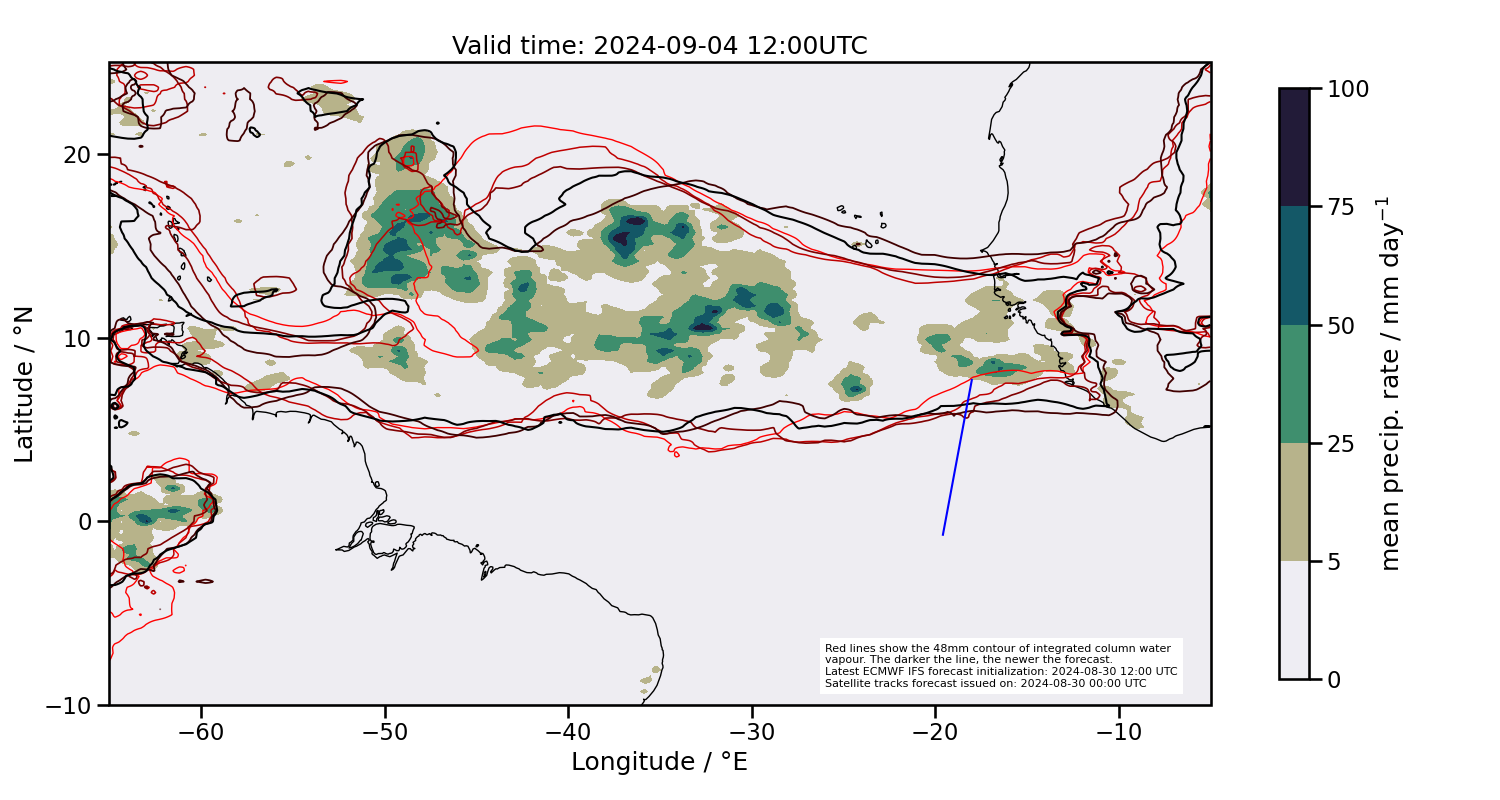 Valid time: 2024-09-04 12:00UTC
Latitude / °N
20
10
0
−10
−60
−50
−40
−30
−20
−10
Longitude / °E
Red lines show the 48mm contour of integrated column water
vapour. The darker the line, the newer the forecast.
Latest ECMWF IFS forecast initialization: 2024-08-30 12:00 UTC
Satellite tracks forecast issued on: 2024-08-30 00:00 UTC
100
75
50
25
5
0
mean precip. rate / mm day⁻¹